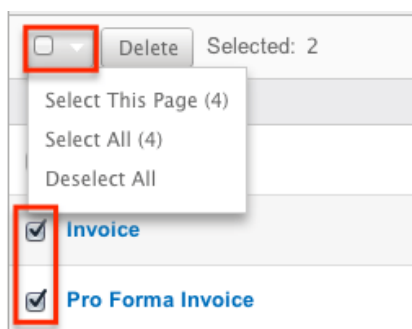 Delete Selected: 2
Select This Page (4)
Select All (4)
Deselect All
Invoice
Pro Forma Invoice